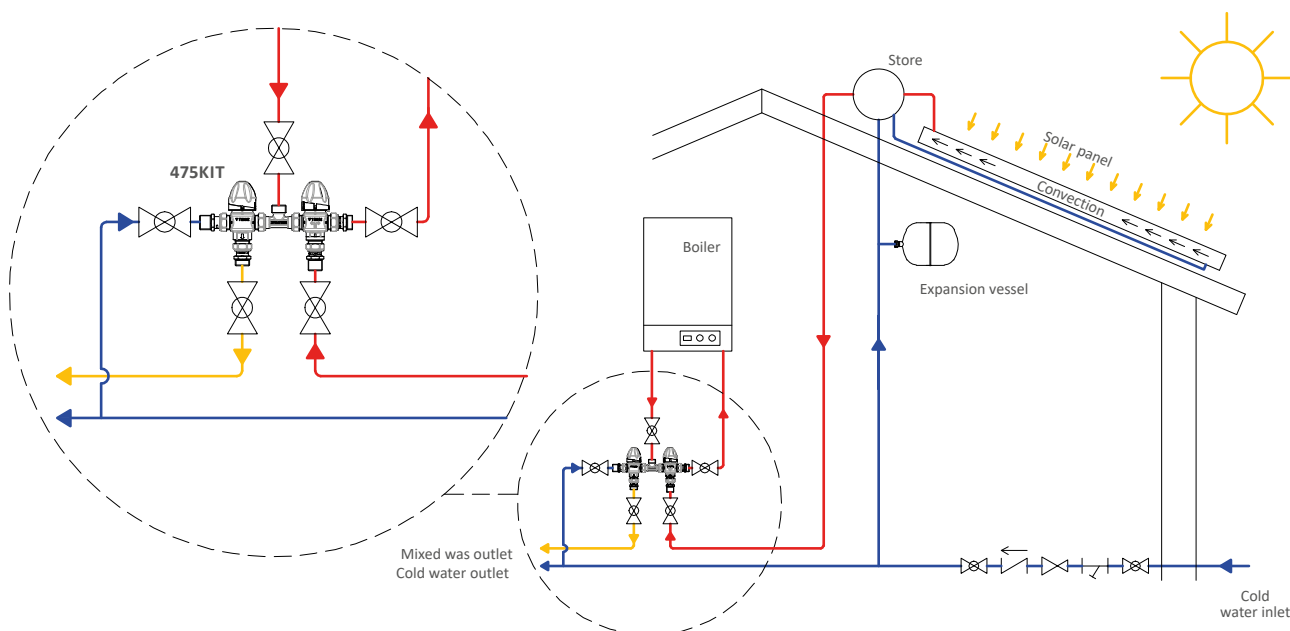 Store
Solar panel
475KIT
Convection
Boiler
Expansion vessel
Mixed was outlet
Cold water outlet
Cold
water inlet